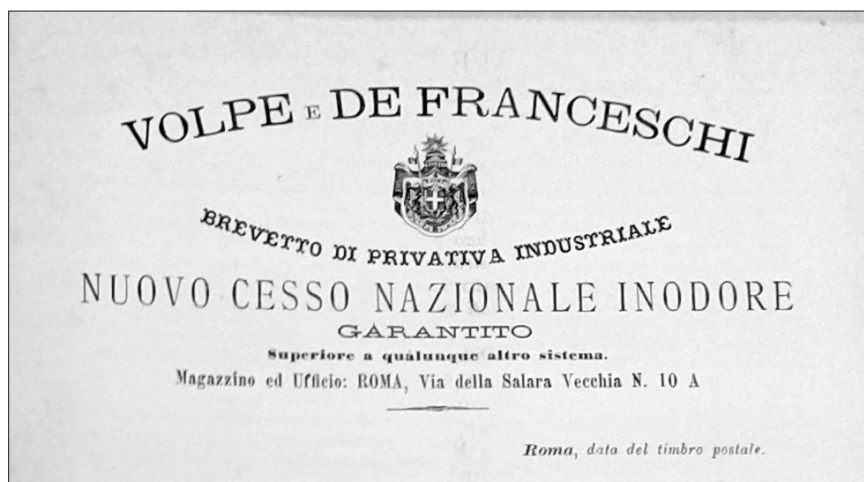 VOLPE E DE FRANCESCHI
BREVETTO DI PRIVATIVA INDUSTRIALE
NUOVO CESSO NAZIONALE INODORE
GARANTITO
Superiore a qualunque altro sistema.
Magazzino ed Ufficio: ROMA, Via della Salara Vecchia N. 10 A
Roma, data del timbro postale.